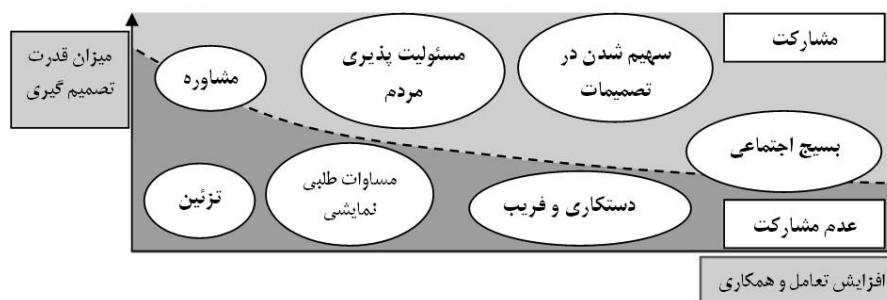 مشارکت
سهیم شدن در
تصمیمات
مسئولیت پذیری
مردم
مشاوره
میزان قدرت
تصمیم گیری
بسیج اجتماعی
مساوات طلبی
نمایشی
تزئین
دستکاری و فریب
عدم مشارکت
افزایش تعامل و همکاری